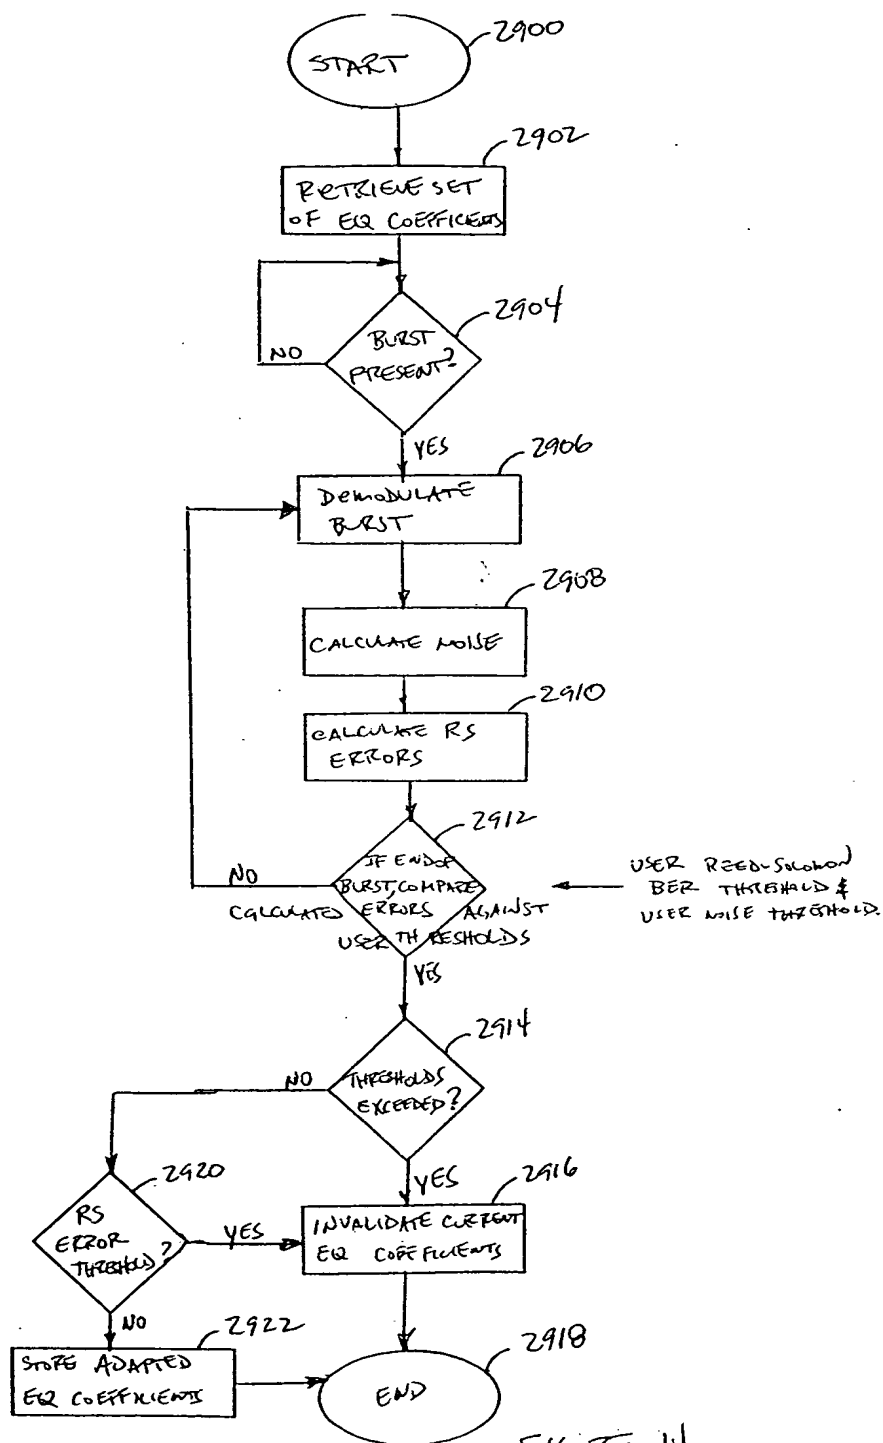 2900
START
2902
RETRIEVE SET
OF EQ COEFFICENTS
2904
BURST
PRESENT?
NO
YES
2906
DEMODULATE
BURST
2908
CALCULATE NOISE
2910
CALCULATE RS
ERRORS
2912
IF END OF
BURST, COMPARE
CALCULATED ERRORS AGAINST
USER THRESHOLDS
NO
USER REED-SOLOMON
BER THRESHOLD &
USER NOISE THRESHOLD.
YES
2914
THRESHOLDS
EXCEEDED?
NO
YES
2920
RS
ERROR
THRESHOLD?
YES
2916
INVALIDATE CURRENT
EQ COEFFICIENTS
NO
2922
STORE ADAPTED
EQ COEFFICIENTS
2918
END